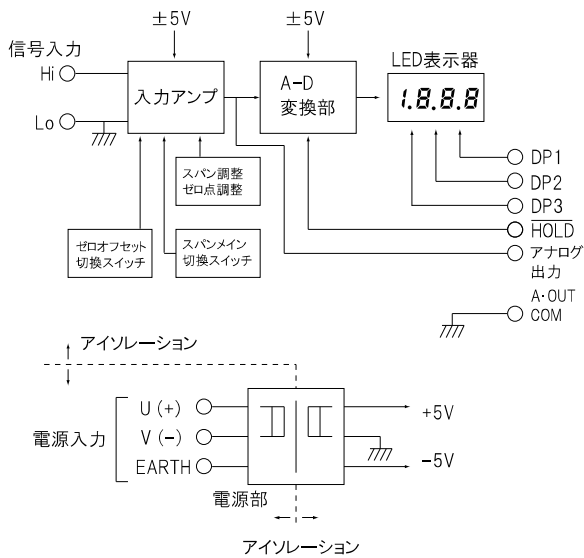 ±5V
±5V
信号入力
LED表示器
Hi
入力アンプ
A-D
変換部
1.8.8.8
Lo
スパン調整
ゼロ点調整
DP1
DP2
DP3
HOLD
ゼロオフセット
切換スイッチ
スパンメイン
切換スイッチ
アナログ
出力
A・OUT
COM
アイソレーション
電源入力
U (+)
V (-)
EARTH
+5V
-5V
電源部
アイソレーション